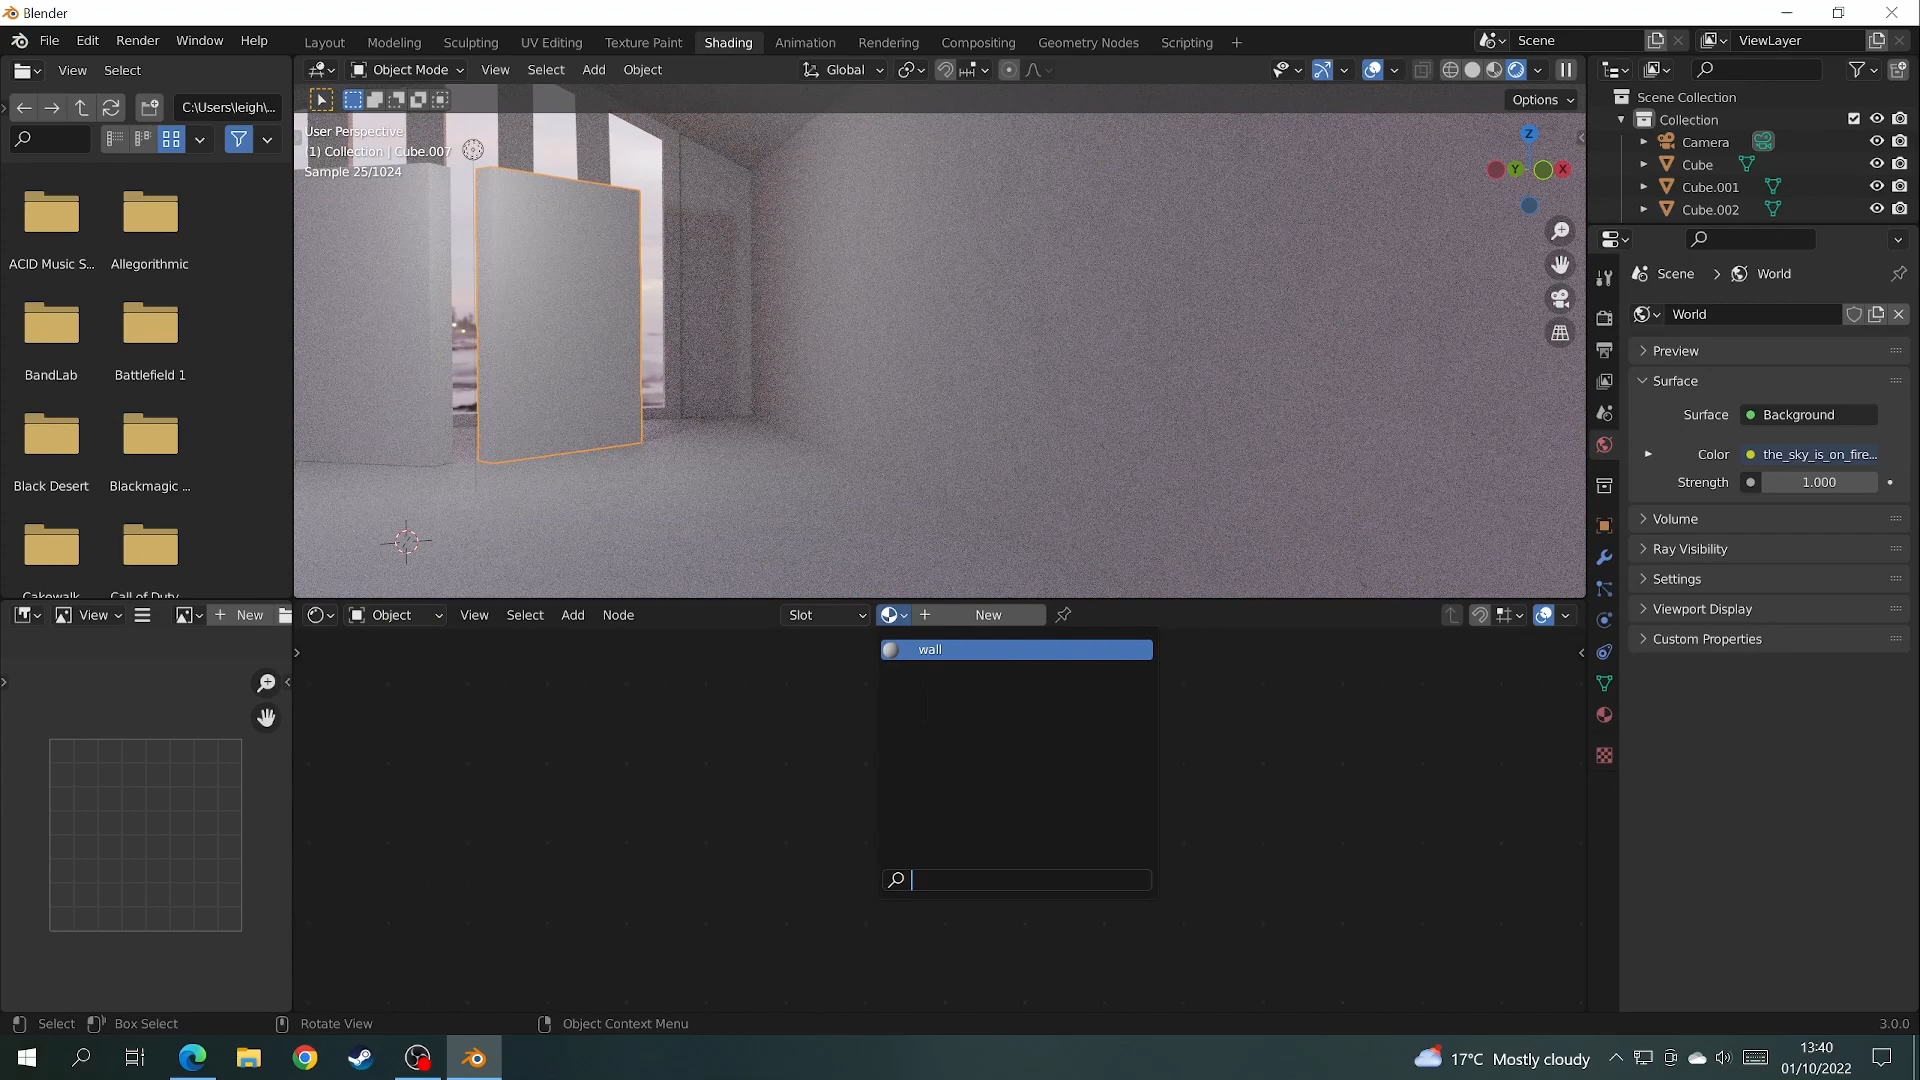 Blender
File Edit Render Window Help
Layout Modeling Sculpting UV Editing Texture Paint Shading Animation Rendering Compositing Geometry Nodes Scripting
Scene
ViewLayer
View Select
Object Mode View Select Add Object
Global
C:\Users\leigh\...
Options
User Perspective
(1) Collection | Cube.007
Sample 25/1024
Z
Y
X
ACID Music S...
Allegorithmic
BandLab
Battlefield 1
Black Desert
Blackmagic ...
Cakewalk
Call of Duty
Scene Collection
Collection
Camera
Cube
Cube.001
Cube.002
Scene
World
World
Preview
Surface
Surface
Background
Color
the_sky_is_on_fire...
Strength
1.000
Volume
Ray Visibility
Settings
Viewport Display
Custom Properties
View
New
Object View Select Add Node
Slot
New
wall
Select
Box Select
Rotate View
Object Context Menu
3.0.0
17°C Mostly cloudy
13:40
01/10/2022